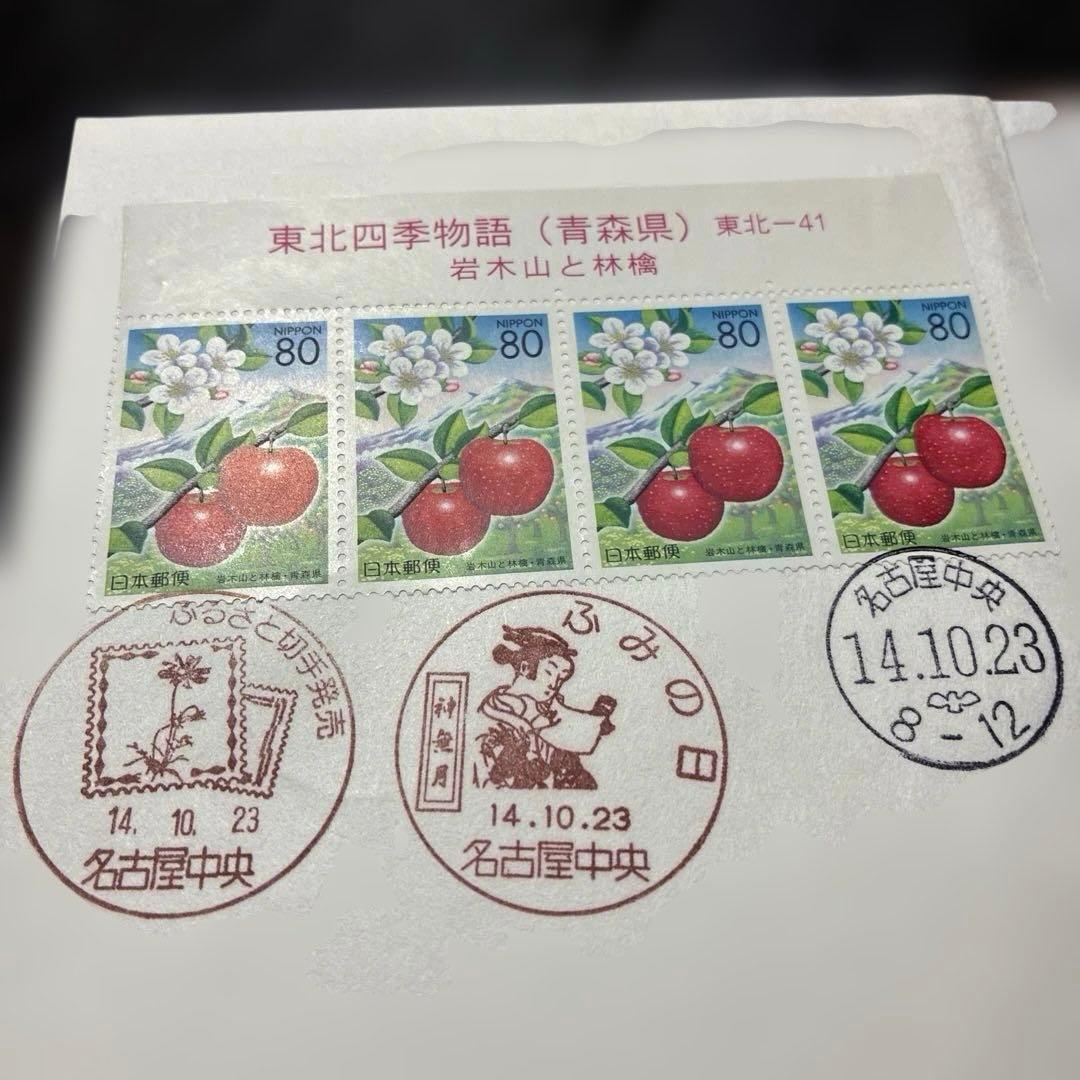 東北四季物語（青森県）東北ー41
岩木山と林檎
NIPPON 80
日本郵便 岩木山と林檎・青森県
NIPPON 80
日本郵便 岩木山と林檎・青森県
NIPPON 80
日本郵便 岩木山と林檎・青森県
NIPPON 80
日本郵便 岩木山と林檎・青森県
ふるさと切手発売
14. 10. 23
名古屋中央
ふみの日
神無月
14.10.23
名古屋中央
名古屋中央
14.10.23
8-12